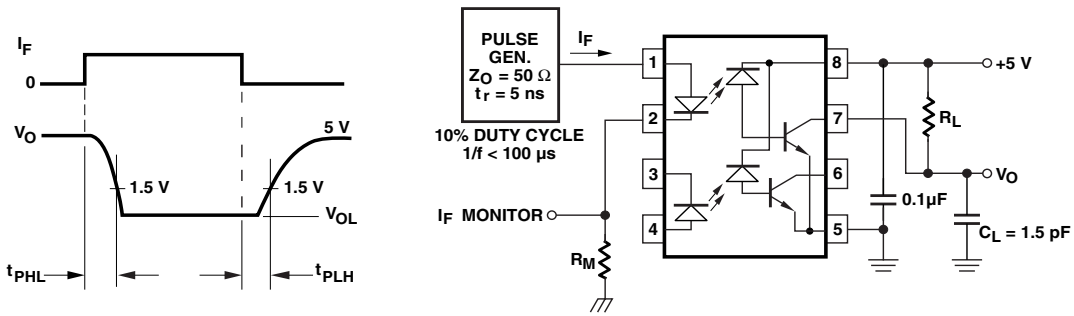 I_F
0
V_O
5 V
1.5 V
1.5 V
V_OL
t_PHL
t_PLH
PULSE
GEN.
Z_O = 50 Ω
t_r = 5 ns
I_F
10% DUTY CYCLE
1/f < 100 µs
I_F MONITOR
R_M
1
2
3
4
8
7
6
5
+5 V
R_L
V_O
0.1µF
C_L = 1.5 pF